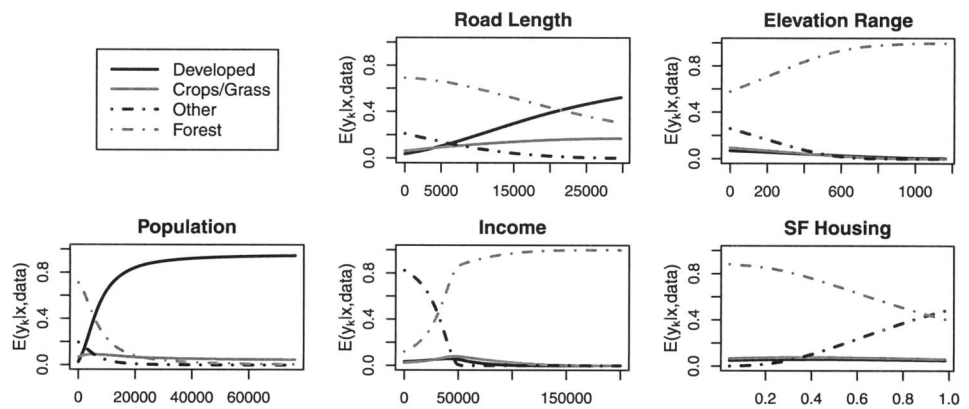 Road Length
Elevation Range
Developed
Crops/Grass
Other
Forest
E(yk|x,data)
0.0 0.4 0.8
0 5000 15000 25000
E(yk|x,data)
0.0 0.4 0.8
0 200 600 1000
Population
Income
SF Housing
E(yk|x,data)
0.0 0.4 0.8
0 20000 40000 60000
E(yk|x,data)
0.0 0.4 0.8
0 50000 150000
E(yk|x,data)
0.0 0.4 0.8
0.2 0.4 0.6 0.8 1.0